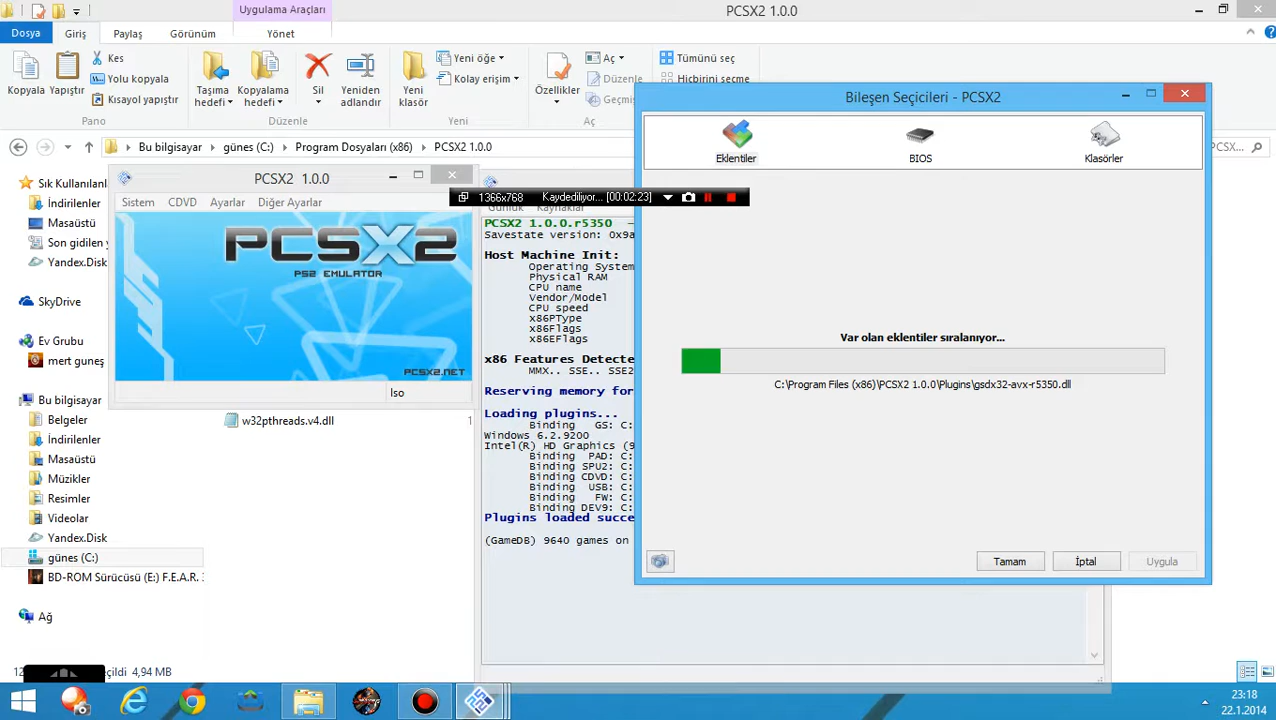 Uygulama Araçları
PCSX2 1.0.0
Dosya
Giriş
Paylaş
Görünüm
Yönet
Kopyala
Yapıştır
Kes
Yolu kopyala
Kısayol yapıştır
Taşıma hedefi
Kopyalama hedefi
Sil
Yeniden adlandır
Yeni klasör
Yeni öğe
Kolay erişim
Özellikler
Aç
Düzenle
Geçmiş
Tümünü seç
Hiçbirini seçme
Pano
Düzenle
Yeni
Aç
Bu bilgisayar
günes (C:)
Program Dosyaları (x86)
PCSX2 1.0.0
Sık Kullanılanl
İndirilenler
Masaüstü
Son gidilen y
Yandex.Disk
SkyDrive
Ev Grubu
mert guneş
Bu bilgisayar
Belgeler
İndirilenler
Masaüstü
Müzikler
Resimler
Videolar
Yandex.Disk
günes (C:)
BD-ROM Sürücüsü (E:) F.E.A.R. 3
Ağ
PCSX2 1.0.0
Sistem
CDVD
Ayarlar
Diğer Ayarlar
PCSX2
PS2 EMULATOR
PCSX2.NET
Iso
w32pthreads.v4.dll
1
1366x768
Kaydediliyor... [00:02:23]
PCSX2 1.0.0.r5350 -
Savestate version: 0x9a
Host Machine Init:
Operating System
Physical RAM
CPU name
Vendor/Model
CPU speed
x86PType
x86Flags
x86EFlags
x86 Features Detecte
MMX.. SSE.. SSE2
Reserving memory for
Loading plugins...
Binding GS: C:
Windows 6.2.9200
Intel(R) HD Graphics (9
Binding PAD: C:
Binding SPU2: C:
Binding CDVD: C:
Binding USB: C:
Binding FW: C:
Binding DEV9: C:
Plugins loaded succe
(GameDB) 9640 games on
Bileşen Seçicileri - PCSX2
Eklentiler
BIOS
Klasörler
Var olan eklentiler sıralanıyor...
C:\Program Files (x86)\PCSX2 1.0.0\Plugins\gsdx32-avx-r5350.dll
Tamam
İptal
Uygula
4,94 MB
23:18
22.1.2014